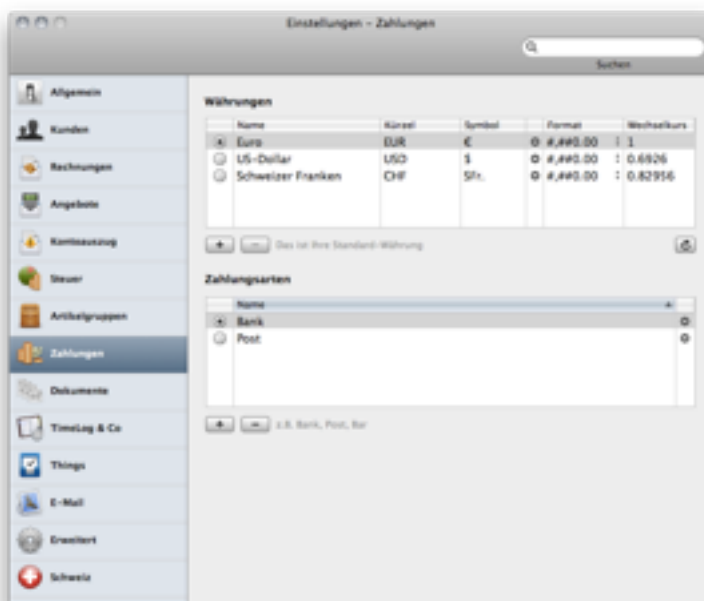 Einstellungen – Zahlungen
Suchen
Allgemein
Kunden
Rechnungen
Angebote
Kontoauszug
Steuer
Artikelgruppen
Zahlungen
Dokumente
TimeLog & Co
Things
E-Mail
Erweitert
Schweiz
Währungen
Name Kürzel Symbol Format Wechselkurs
Euro EUR € #,##0.00 1
US-Dollar USD $ #,##0.00 0.6926
Schweizer Franken CHF SFr. #,##0.00 0.82956
Das ist Ihre Standard-Währung
Zahlungsarten
Name
Bank
Post
z.B. Bank, Post, Bar